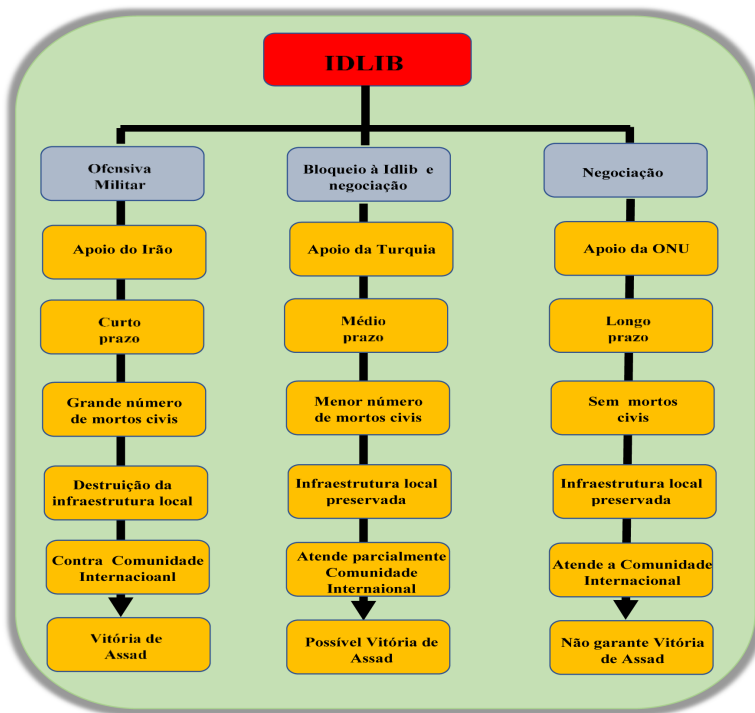 IDLIB
Ofensiva
Militar
Apoio do Irão
Curto
prazo
Grande número
de mortos civis
Destruição da
infraestrutura local
Contra Comunidade
Internacioanl
Vitória de
Assad
Bloqueio à Idlib e
negociação
Apoio da Turquia
Médio
prazo
Menor número
de mortos civis
Infraestrutura local
preservada
Atende parcialmente
Comunidade
Internaional
Possível Vitória de
Assad
Negociação
Apoio da ONU
Longo
prazo
Sem mortos
civis
Infraestrutura local
preservada
Atende a Comunidade
Internacional
Não garante Vitória
de Assad